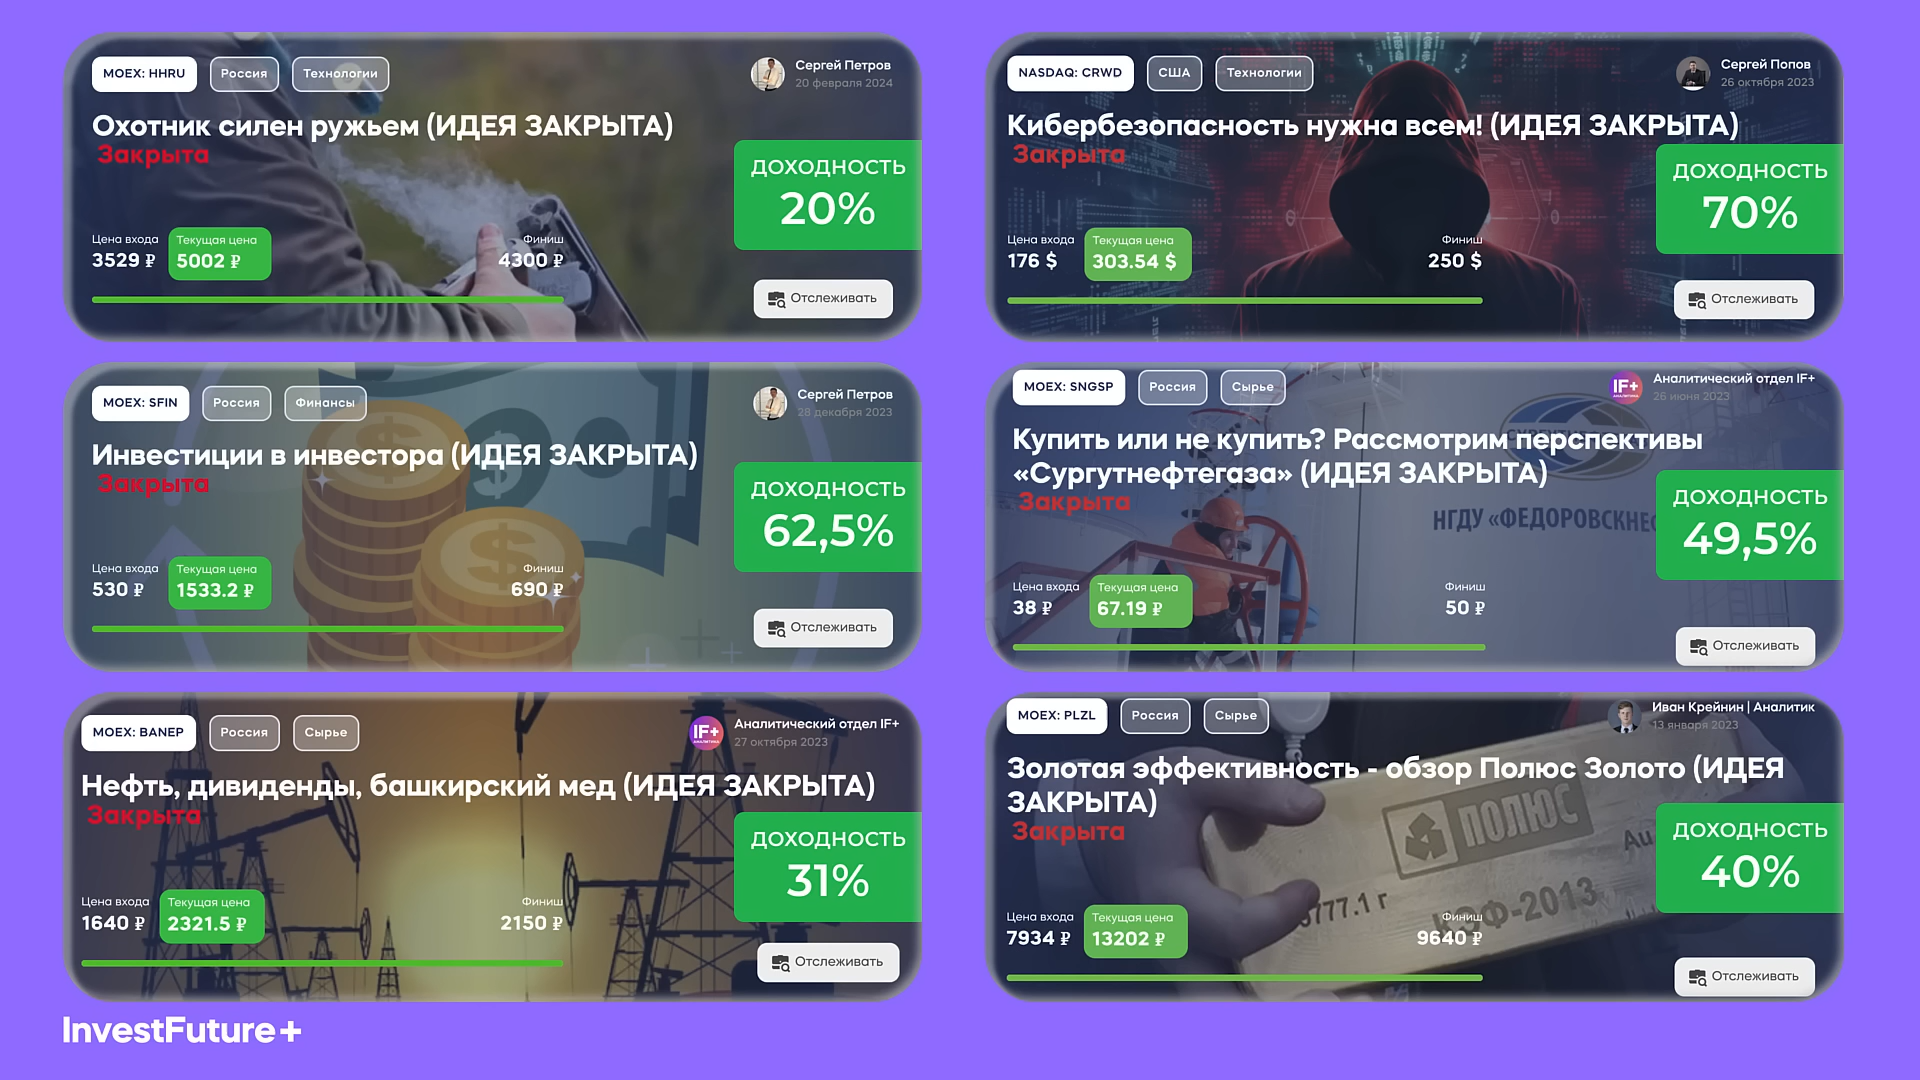 MOEX: HHRU
Россия
Технологии
Сергей Петров
20 февраля 2024
Охотник силен ружьем (ИДЕЯ ЗАКРЫТА)
Закрыта
ДОХОДНОСТЬ
20%
Цена входа
Текущая цена
Финиш
3529 ₽
5002 ₽
4300 ₽
Отслеживать
NASDAQ: CRWD
США
Технологии
Сергей Попов
26 октября 2023
Кибербезопасность нужна всем! (ИДЕЯ ЗАКРЫТА)
Закрыта
ДОХОДНОСТЬ
70%
Цена входа
Текущая цена
Финиш
176 $
303.54 $
250 $
Отслеживать
MOEX: SFIN
Россия
Финансы
Сергей Петров
28 декабря 2023
Инвестиции в инвестора (ИДЕЯ ЗАКРЫТА)
Закрыта
ДОХОДНОСТЬ
62,5%
Цена входа
Текущая цена
Финиш
530 ₽
1533.2 ₽
690 ₽
Отслеживать
MOEX: SNGSP
Россия
Сырье
IF+
Аналитический отдел IF+
26 июня 2023
Купить или не купить? Рассмотрим перспективы
«Сургутнефтегаза» (ИДЕЯ ЗАКРЫТА)
Закрыта
НГДУ «ФЕДОРОВСКНЕФ
ДОХОДНОСТЬ
49,5%
Цена входа
Текущая цена
Финиш
38 ₽
67.19 ₽
50 ₽
Отслеживать
MOEX: BANEP
Россия
Сырье
IF+
Аналитический отдел IF+
27 октября 2023
Нефть, дивиденды, башкирский мед (ИДЕЯ ЗАКРЫТА)
Закрыта
ДОХОДНОСТЬ
31%
Цена входа
Текущая цена
Финиш
1640 ₽
2321.5 ₽
2150 ₽
Отслеживать
MOEX: PLZL
Россия
Сырье
Иван Крейнин | Аналитик
13 января 2023
Золотая эффективность - обзор Полюс Золото (ИДЕЯ
ЗАКРЫТА)
Закрыта
ПОЛЮС
Au
ДОХОДНОСТЬ
40%
Цена входа
Текущая цена
Финиш
7934 ₽
13202 ₽
9640 ₽
Отслеживать
InvestFuture+